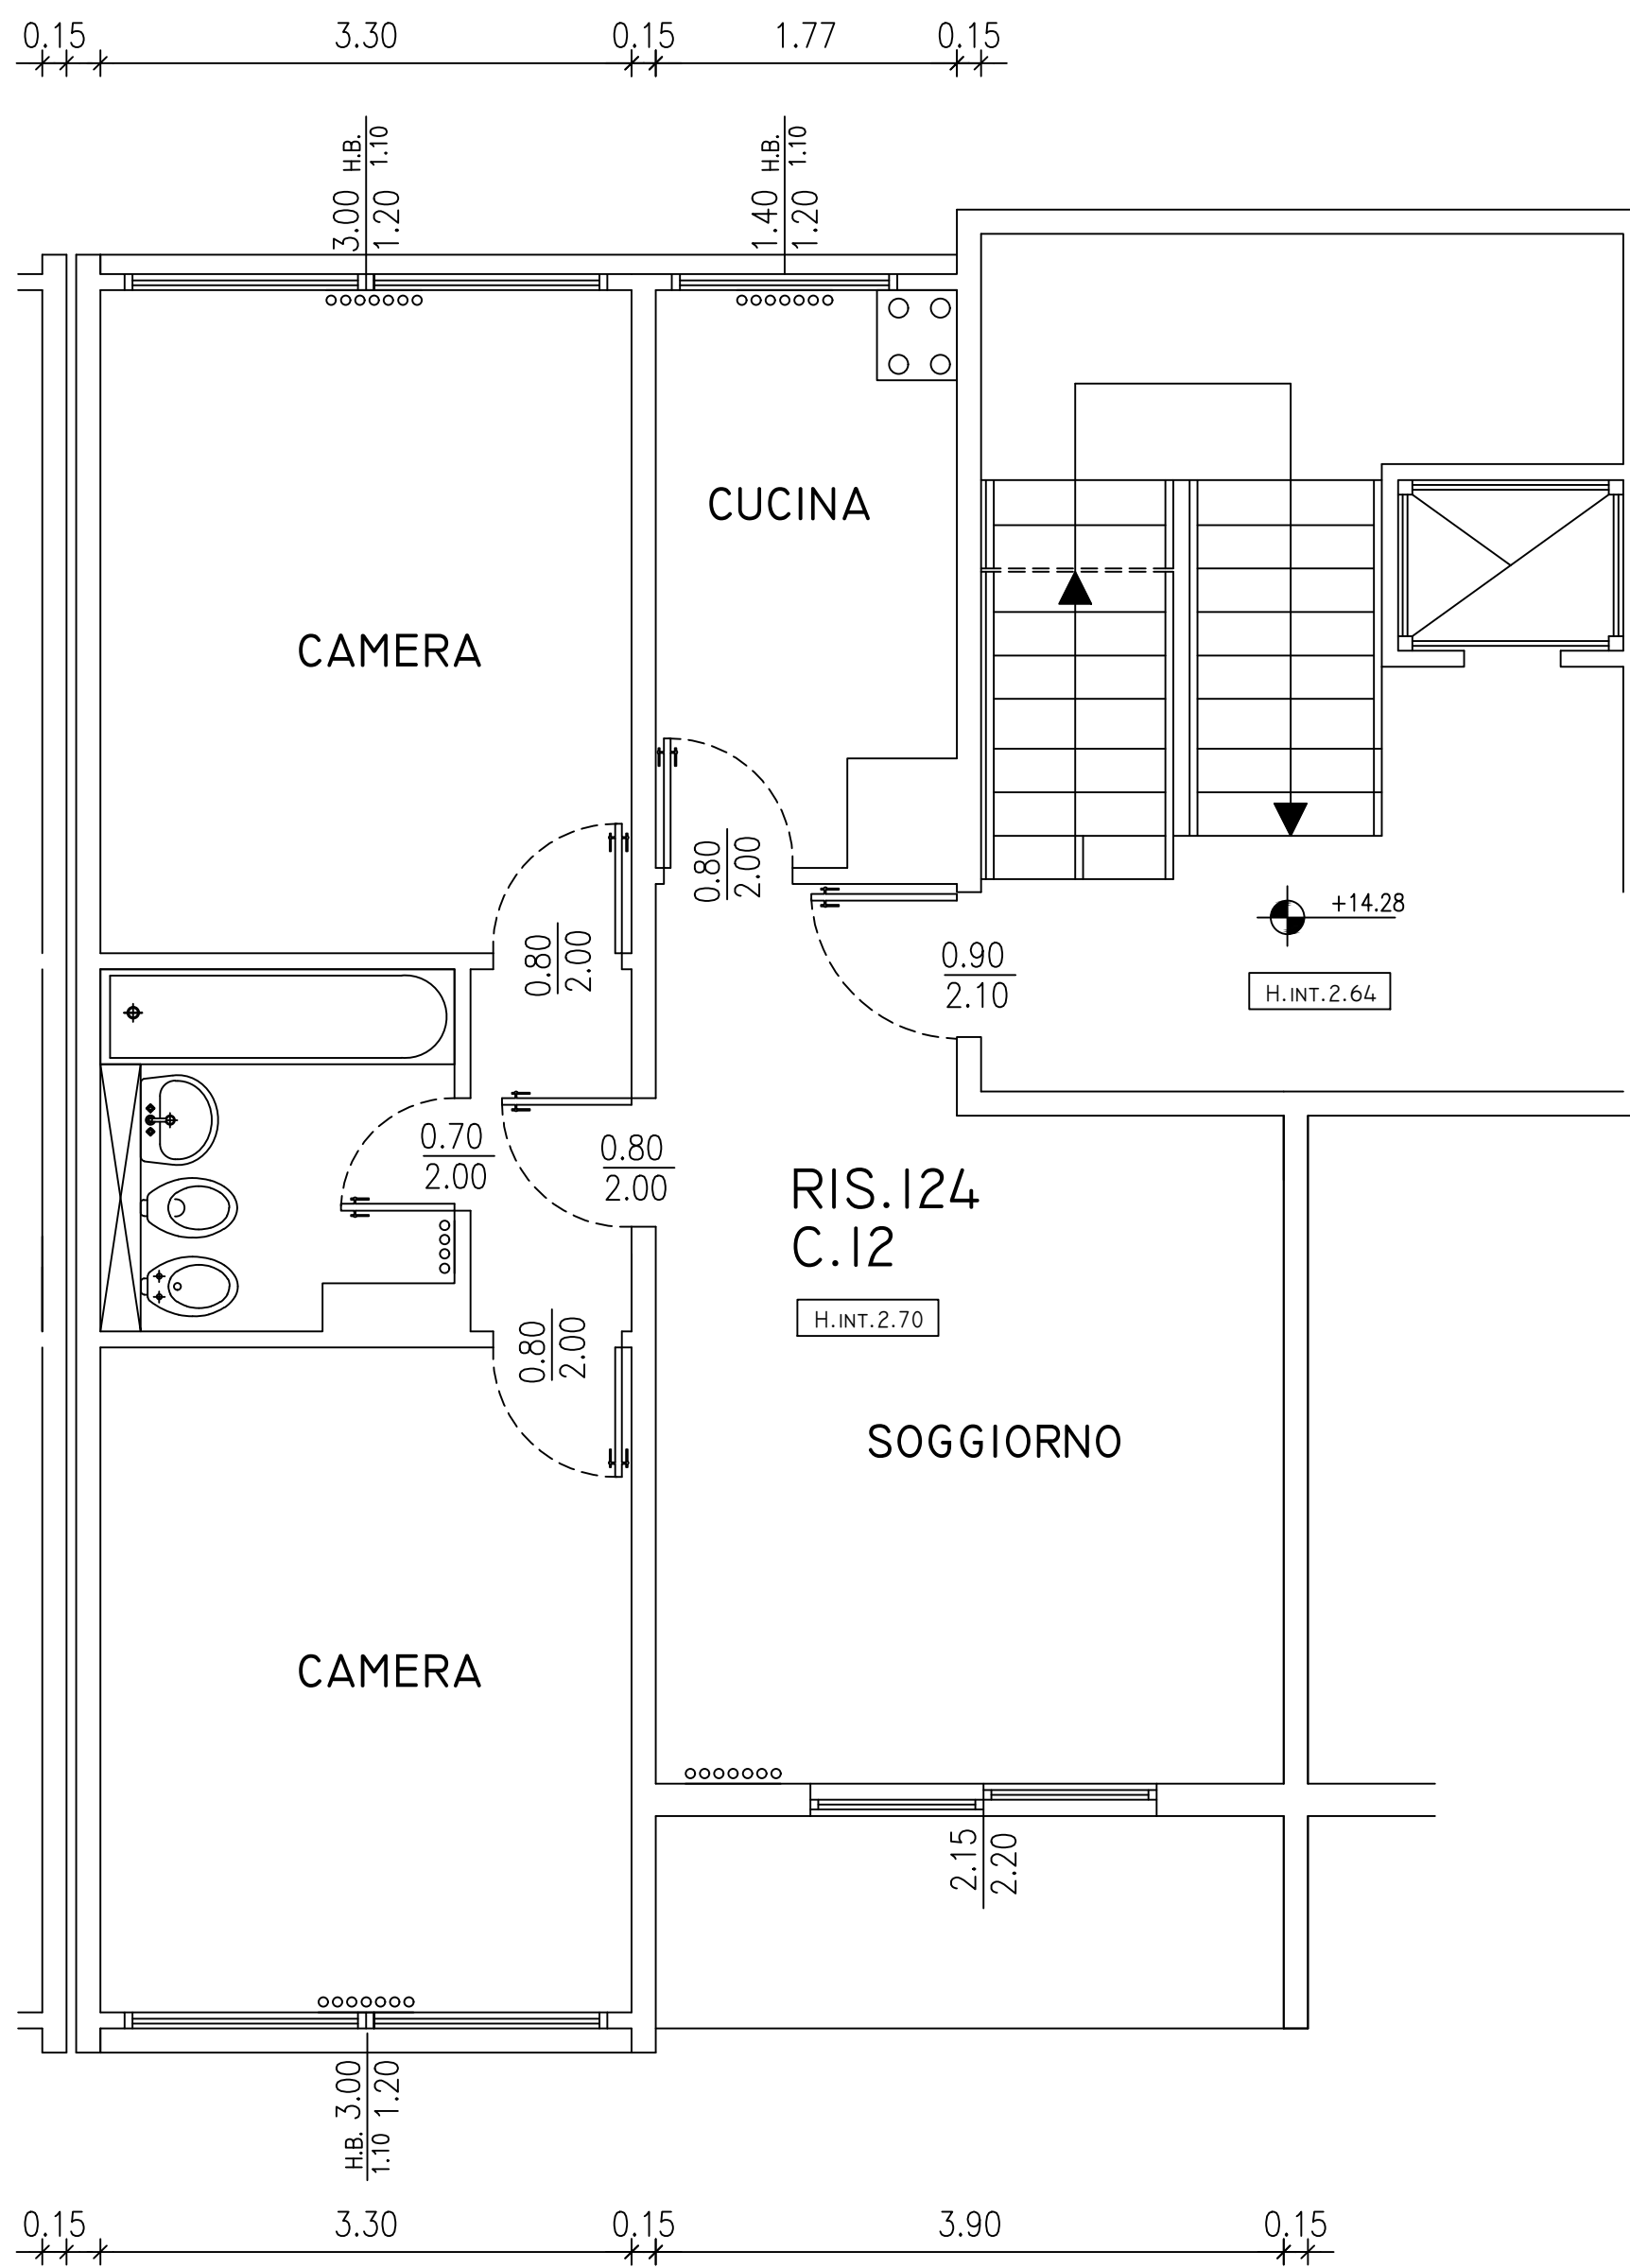 0.15 3.30 0.15 1.77 0.15
H.B. 1.10
3.00 1.20
H.B. 1.10
1.40 1.20
CUCINA
CAMERA
0.80
2.00
0.80
2.00
+14.28
0.90
2.10
H.INT.2.64
0.70
2.00
0.80
2.00
RIS.124
C.12
H.INT.2.70
0.80
2.00
SOGGIORNO
CAMERA
2.15
2.20
H.B. 3.00
1.10 1.20
0.15 3.30 0.15 3.90 0.15